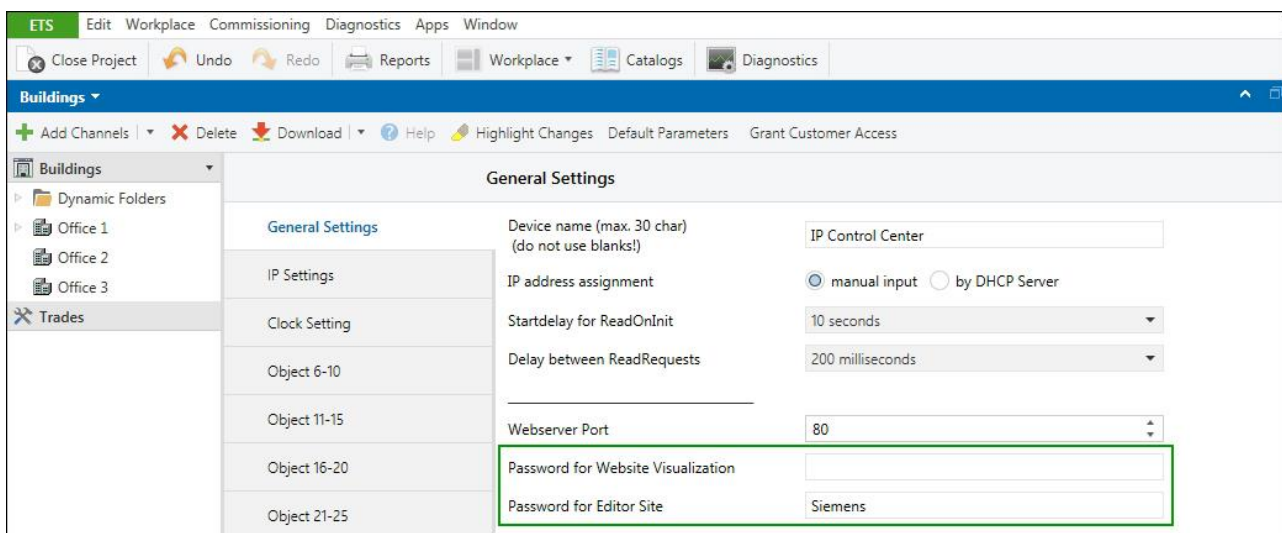 ETS Edit Workplace Commissioning Diagnostics Apps Window
Close Project Undo Redo Reports Workplace Catalogs Diagnostics
Buildings
Add Channels Delete Download Help Highlight Changes Default Parameters Grant Customer Access
Buildings
Dynamic Folders
Office 1
Office 2
Office 3
Trades
General Settings
General Settings
IP Settings
Clock Setting
Object 6-10
Object 11-15
Object 16-20
Object 21-25
Device name (max. 30 char)
(do not use blanks!)
IP Control Center
IP address assignment manual input by DHCP Server
Startdelay for ReadOnInit 10 seconds
Delay between ReadRequests 200 milliseconds
Webserver Port 80
Password for Website Visualization
Password for Editor Site Siemens